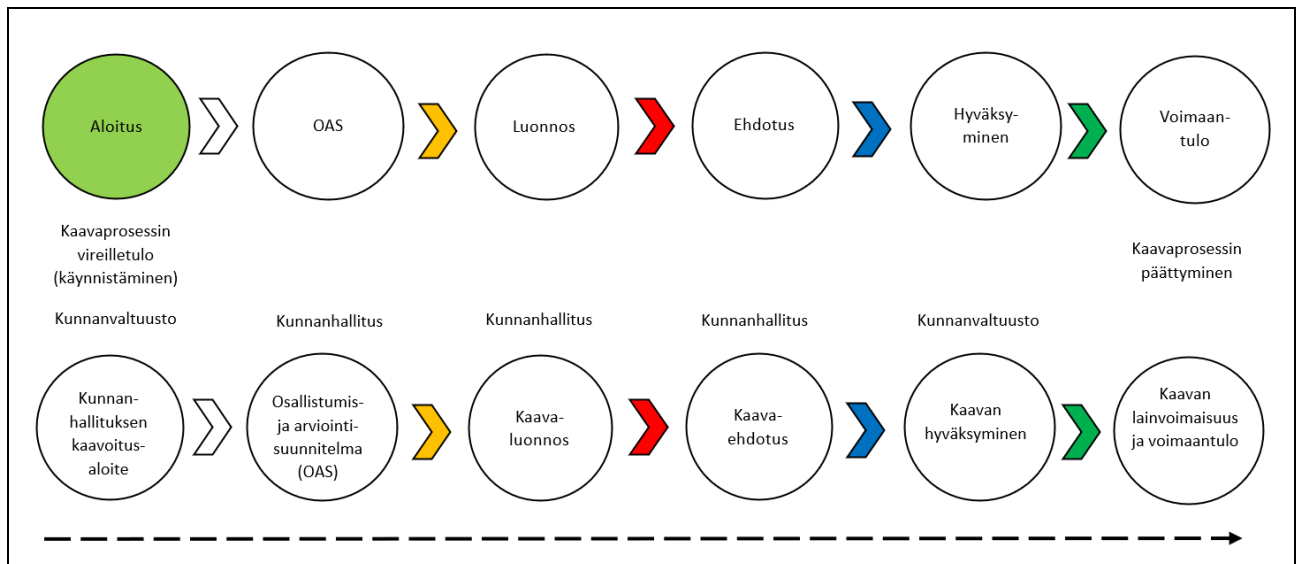 Aloitus
OAS
Luonnos
Ehdotus
Hyväksy-
minen
Voimaan-
tulo
Kaavaprosessin
vireilletulo
(käynnistäminen)
Kaavaprosessin
päättyminen
Kunnanvaltuusto
Kunnanhallitus
Kunnanhallitus
Kunnanhallitus
Kunnanvaltuusto
Kunnan-
hallituksen
kaavoitus-
aloite
Osallistumis-
ja arviointi-
suunnitelma
(OAS)
Kaava-
luonnos
Kaava-
ehdotus
Kaavan
hyväksyminen
Kaavan
lainvoimaisuus
ja voimaantulo